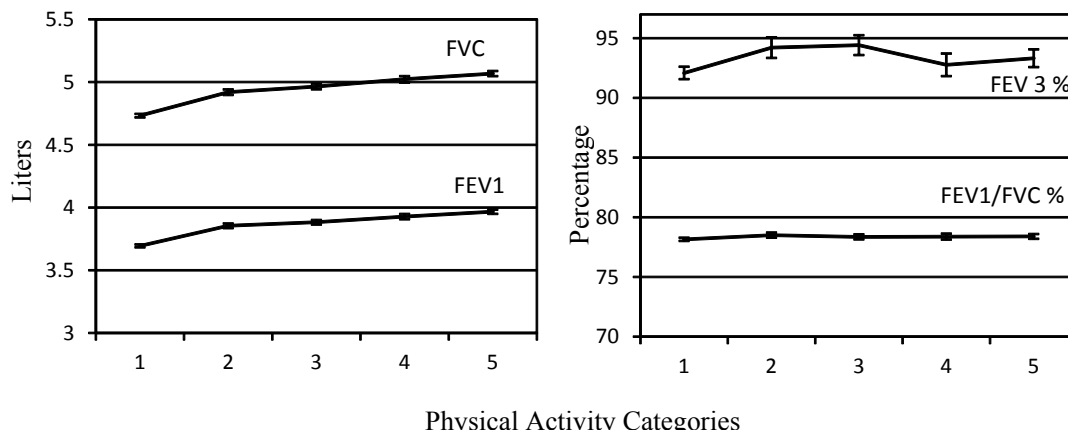 5.5
5
4.5
4
3.5
3
Liters
FVC
FEV1
1 2 3 4 5
95
90
85
80
75
70
Percentage
FEV 3 %
FEV1/FVC %
1 2 3 4 5
Physical Activity Categories